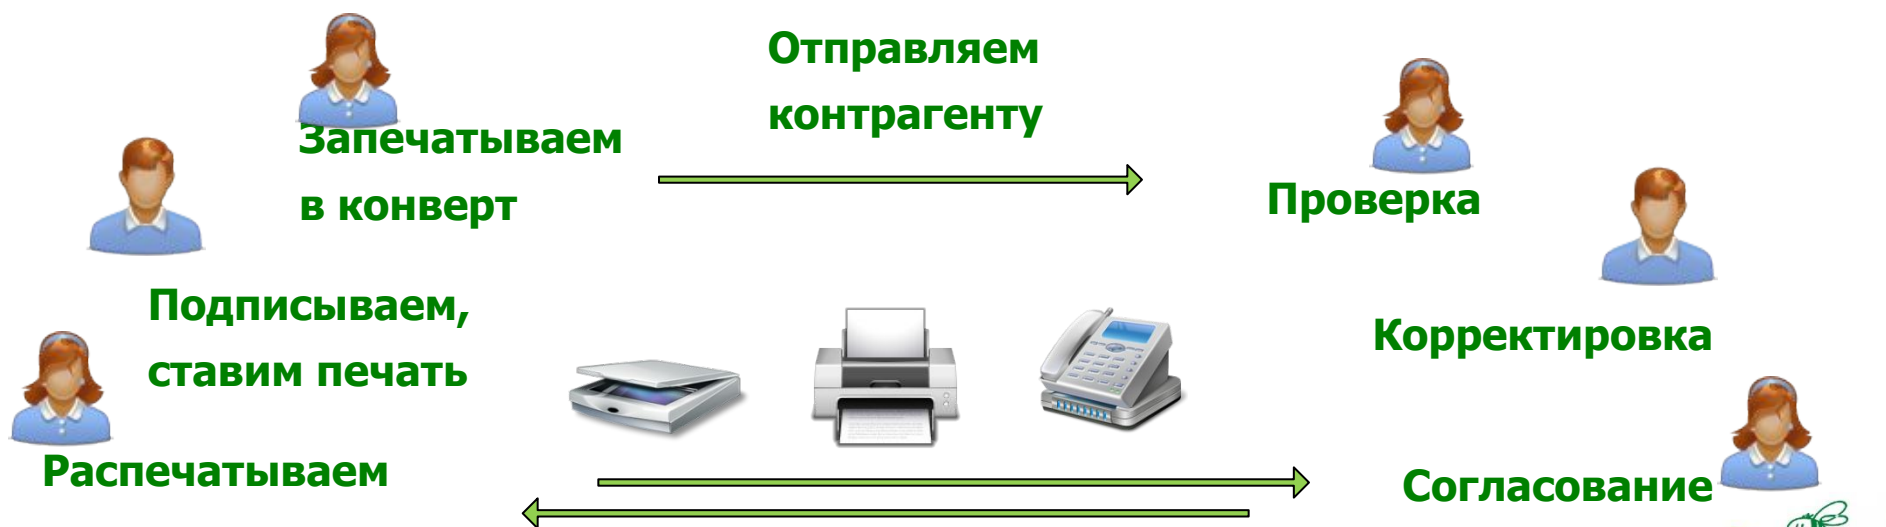 Отправляем
контрагенту
Запечатываем
в конверт
Проверка
Подписываем,
ставим печать
Корректировка
Распечатываем
Согласование